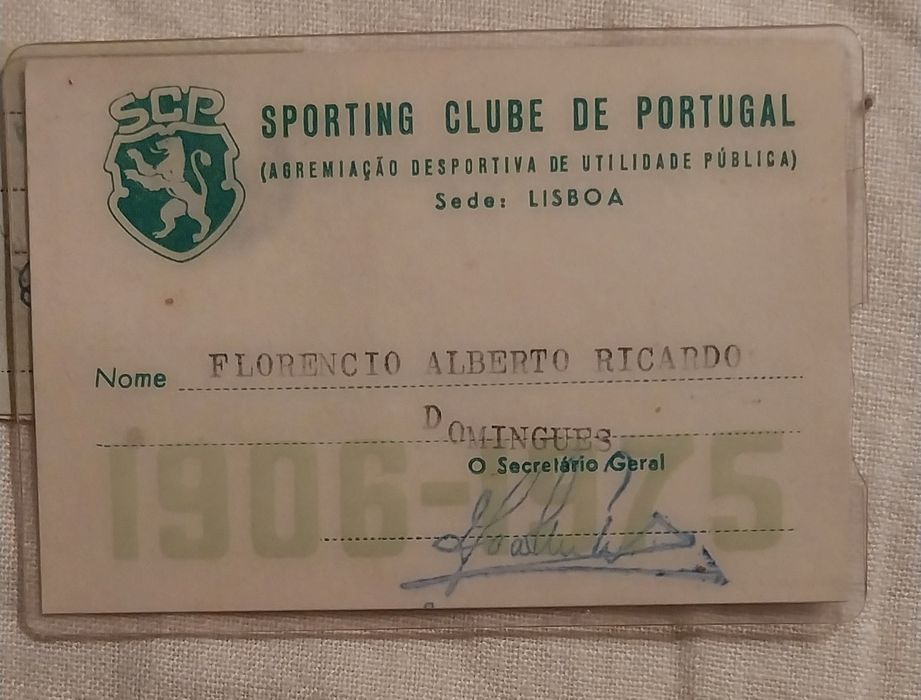 SCP
SPORTING CLUBE DE PORTUGAL
(AGREMIAÇÃO DESPORTIVA DE UTILIDADE PÚBLICA)
Sede: LISBOA
Nome FLORENCIO ALBERTO RICARDO
DOMINGUES
O Secretário Geral
1906-1975